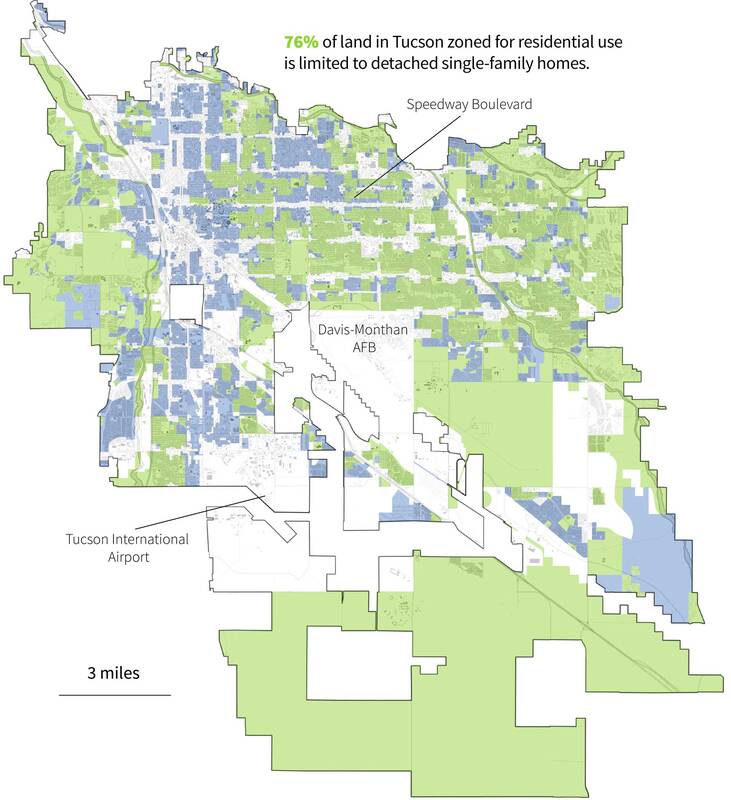 76% of land in Tucson zoned for residential use
is limited to detached single-family homes.
Speedway Boulevard
Davis-Monthan
AFB
Tucson International
Airport
3 miles